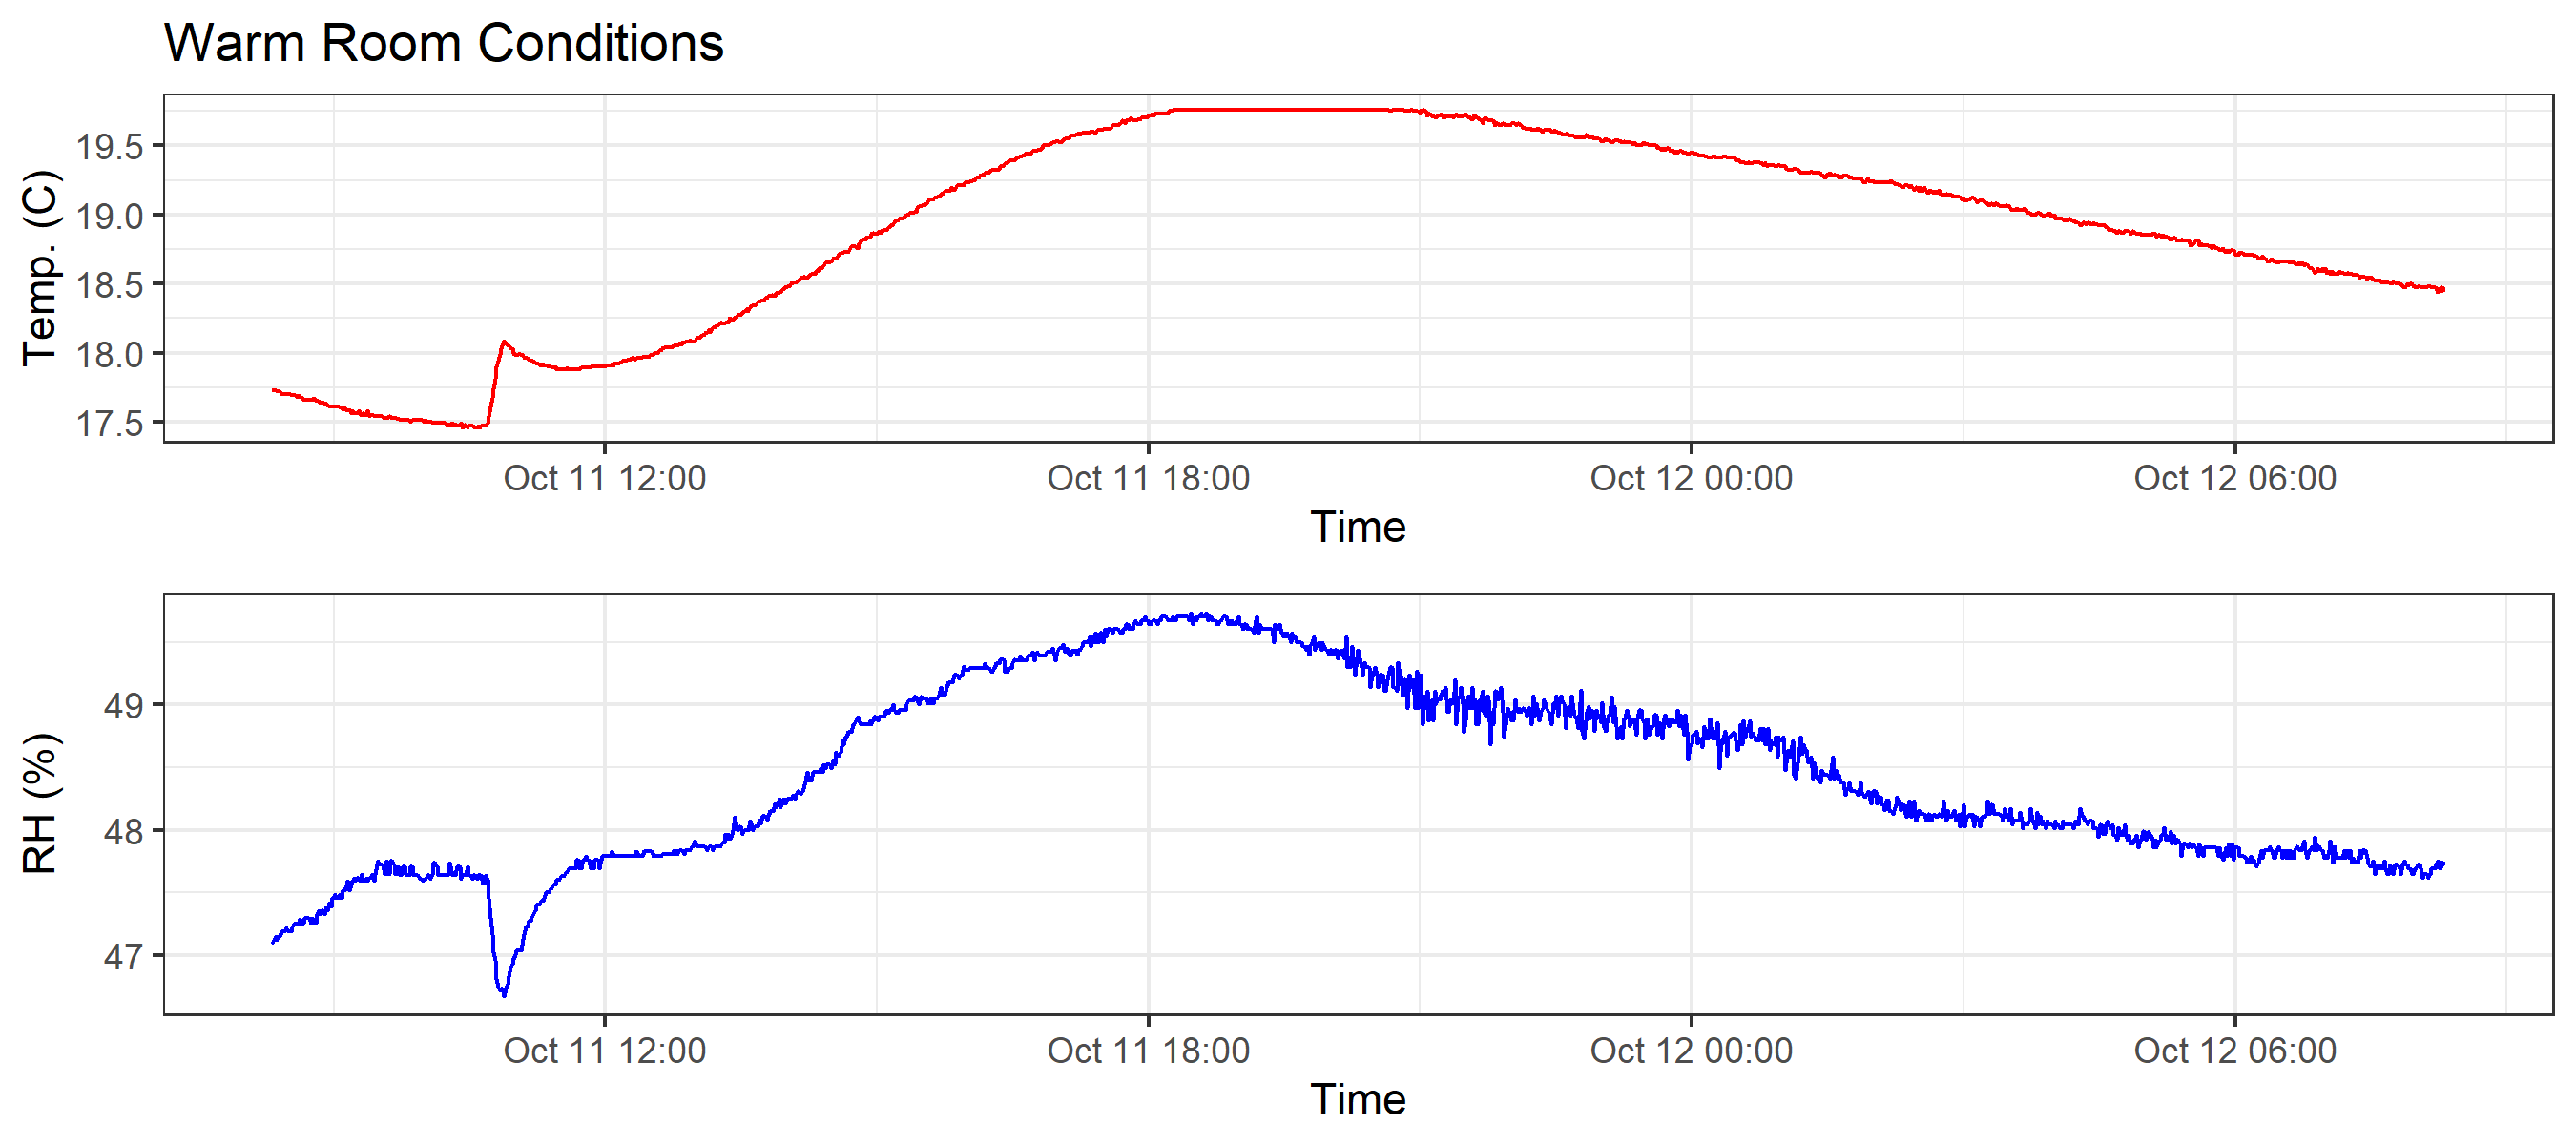 Warm Room Conditions
Temp. (C)
19.5
19.0
18.5
18.0
17.5
Oct 11 12:00 Oct 11 18:00 Oct 12 00:00 Oct 12 06:00
Time
RH (%)
49
48
47
Oct 11 12:00 Oct 11 18:00 Oct 12 00:00 Oct 12 06:00
Time